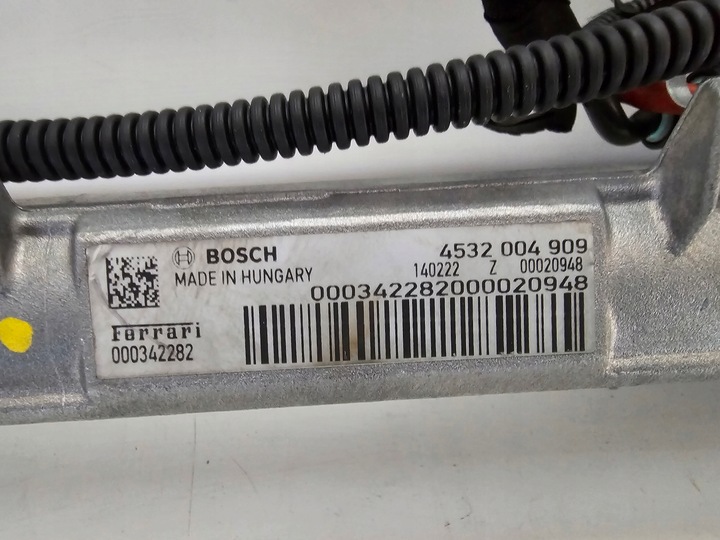 BOSCH 4532 004 909
MADE IN HUNGARY 140222 Z 00020948
000342282000020948
Ferrari
000342282